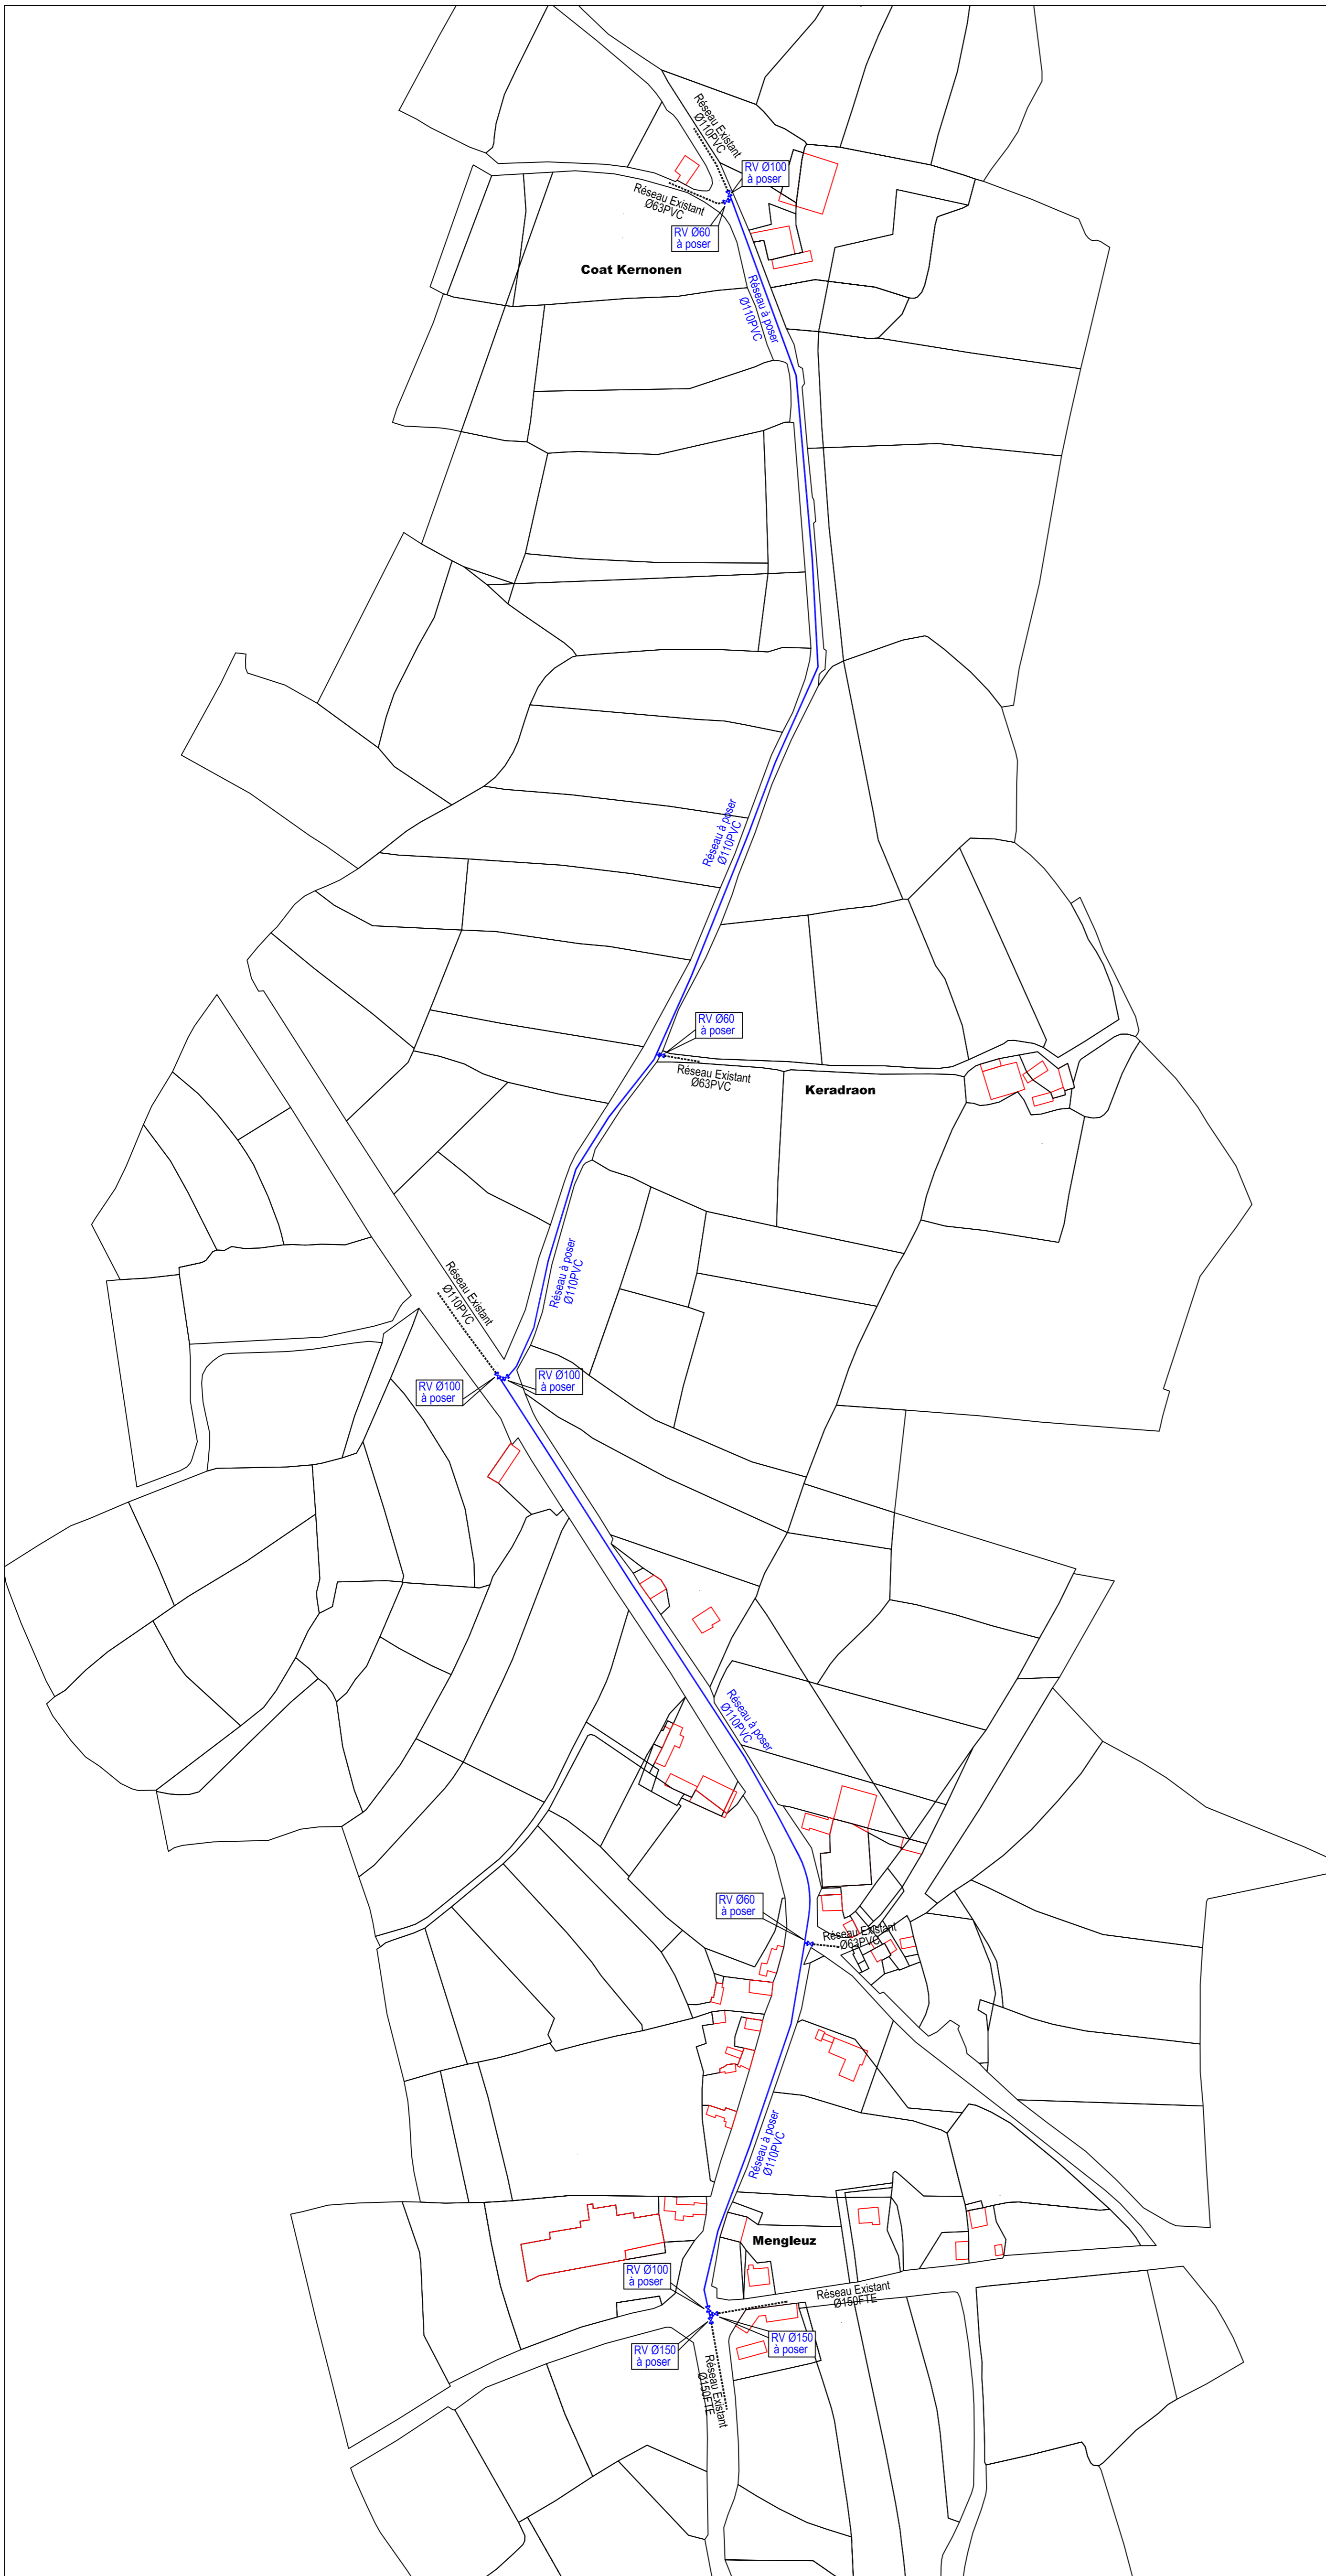 Réseau Existant
Ø110PVC
RV Ø100
à poser
Réseau Existant
Ø63PVC
RV Ø60
à poser
Coat Kernonen
Réseau à poser
Ø110PVC
Réseau à poser
Ø110PVC
RV Ø60
à poser
Réseau Existant
Ø63PVC
Keradraon
Réseau à poser
Ø110PVC
Réseau Existant
Ø110PVC
RV Ø100
à poser
RV Ø100
à poser
Réseau à poser
Ø110PVC
RV Ø60
à poser
Réseau Existant
Ø63PVC
Réseau à poser
Ø110PVC
Mengleuz
RV Ø100
à poser
Réseau Existant
Ø150FTE
RV Ø150
à poser
RV Ø150
à poser
Réseau Existant
Ø150FTE